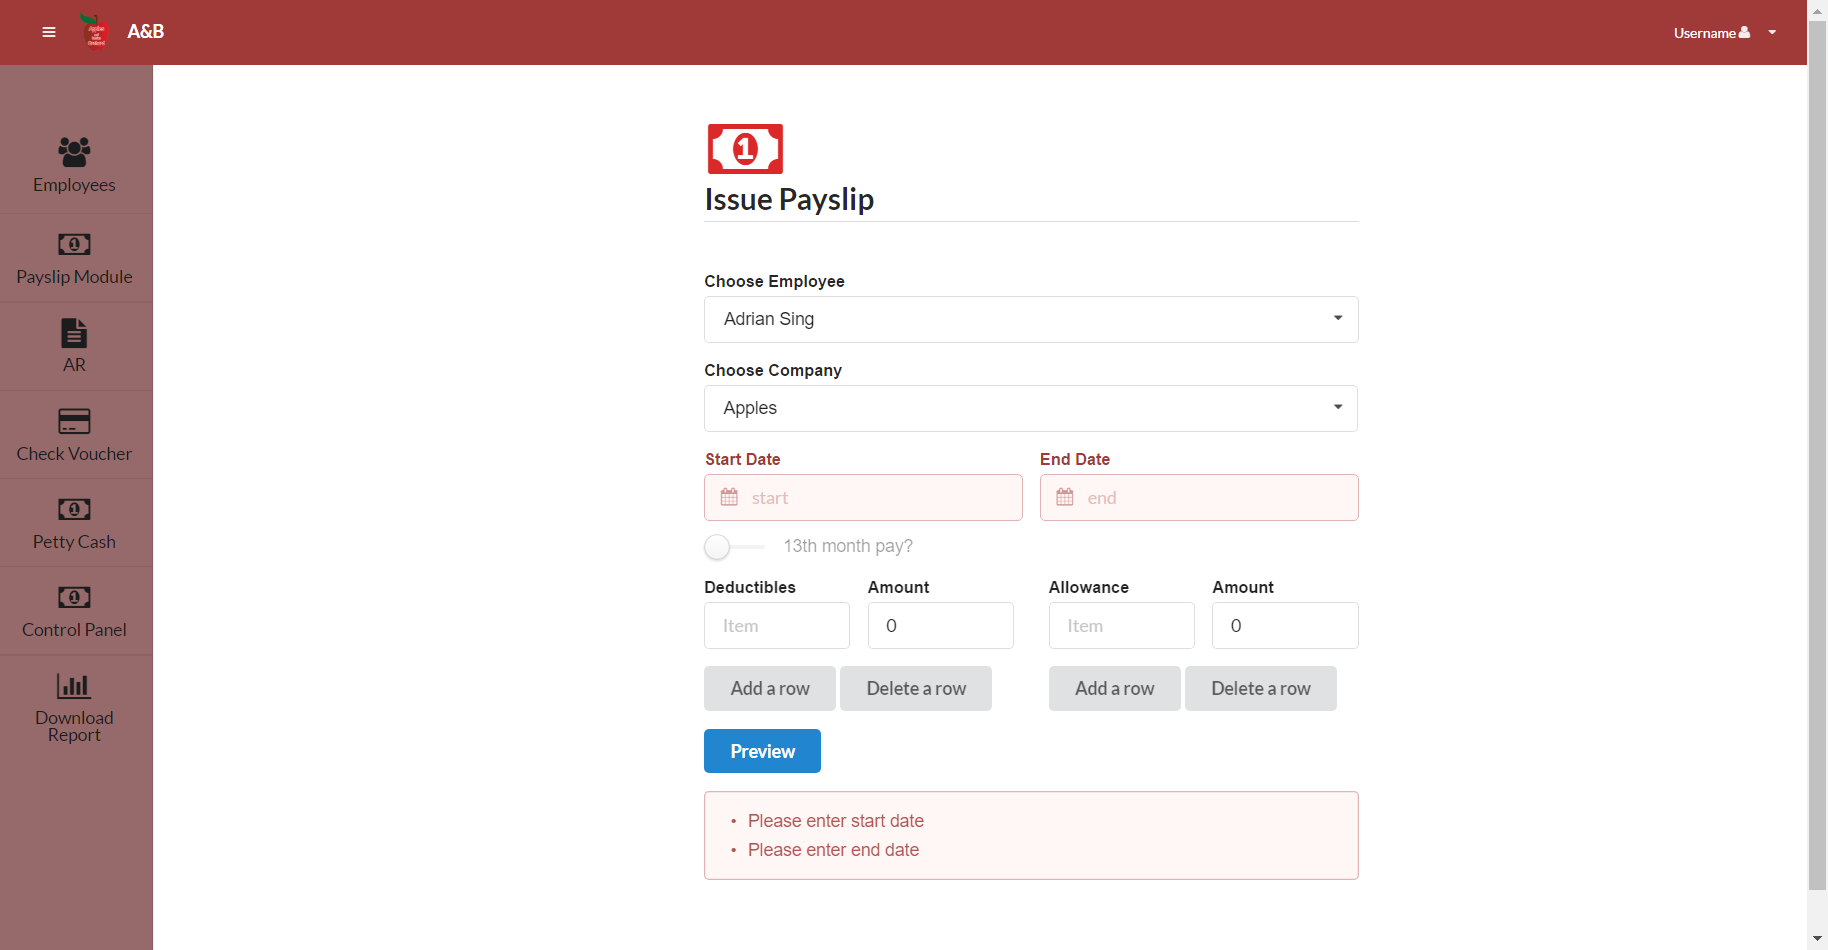 A&B
Username
Employees
Payslip Module
AR
Check Voucher
Petty Cash
Control Panel
Download
Report
Issue Payslip
Choose Employee
Adrian Sing
Choose Company
Apples
Start Date End Date
start end
13th month pay?
Deductibles Amount Allowance Amount
Item 0 Item 0
Add a row Delete a row Add a row Delete a row
Preview
• Please enter start date
• Please enter end date